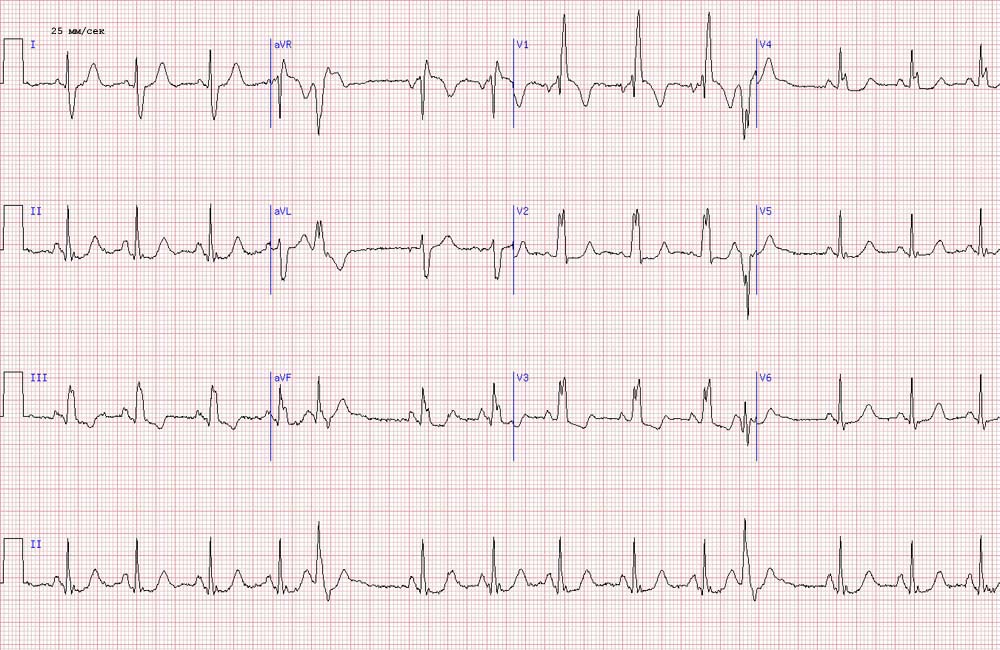 25 мм/сек
I aVR V1 V4
II aVL V2 V5
III aVF V3 V6
II